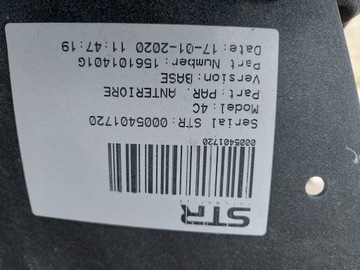 STR
0005401720
Serial STR:0005401720
Model: 4C
Part: PAR. ANTERIORE
Version: BASE
Part Number: 156101401G
Date: 17-01-2020 11:47:19